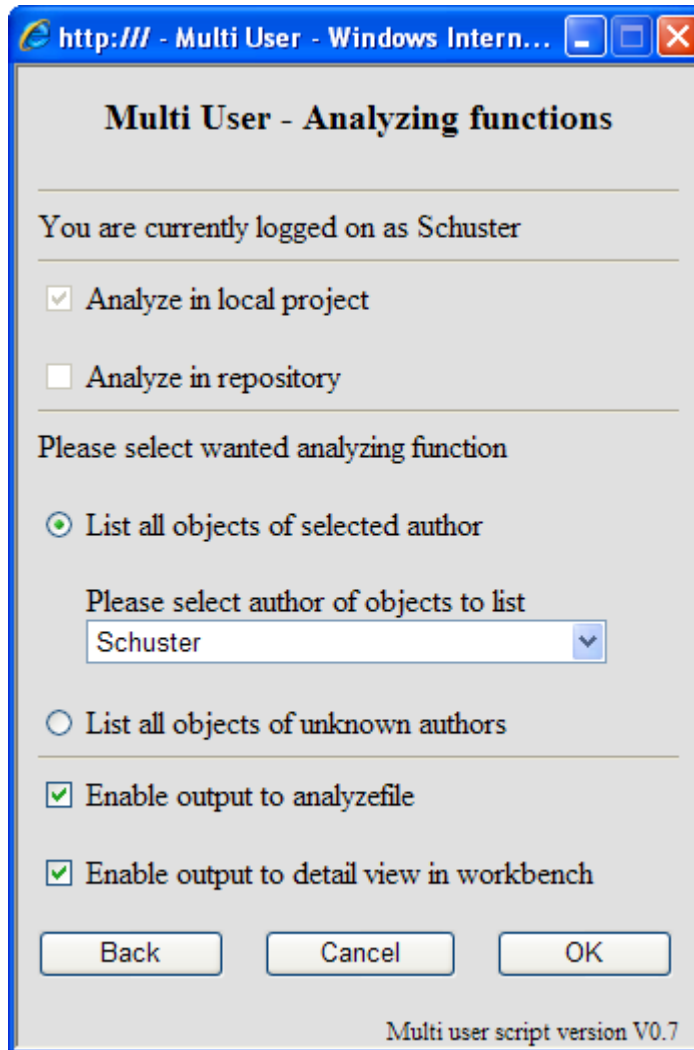 http:/// - Multi User - Windows Intern...
Multi User - Analyzing functions
You are currently logged on as Schuster
Analyze in local project
Analyze in repository
Please select wanted analyzing function
List all objects of selected author
Please select author of objects to list
Schuster
List all objects of unknown authors
Enable output to analyzefile
Enable output to detail view in workbench
Back Cancel OK
Multi user script version V0.7